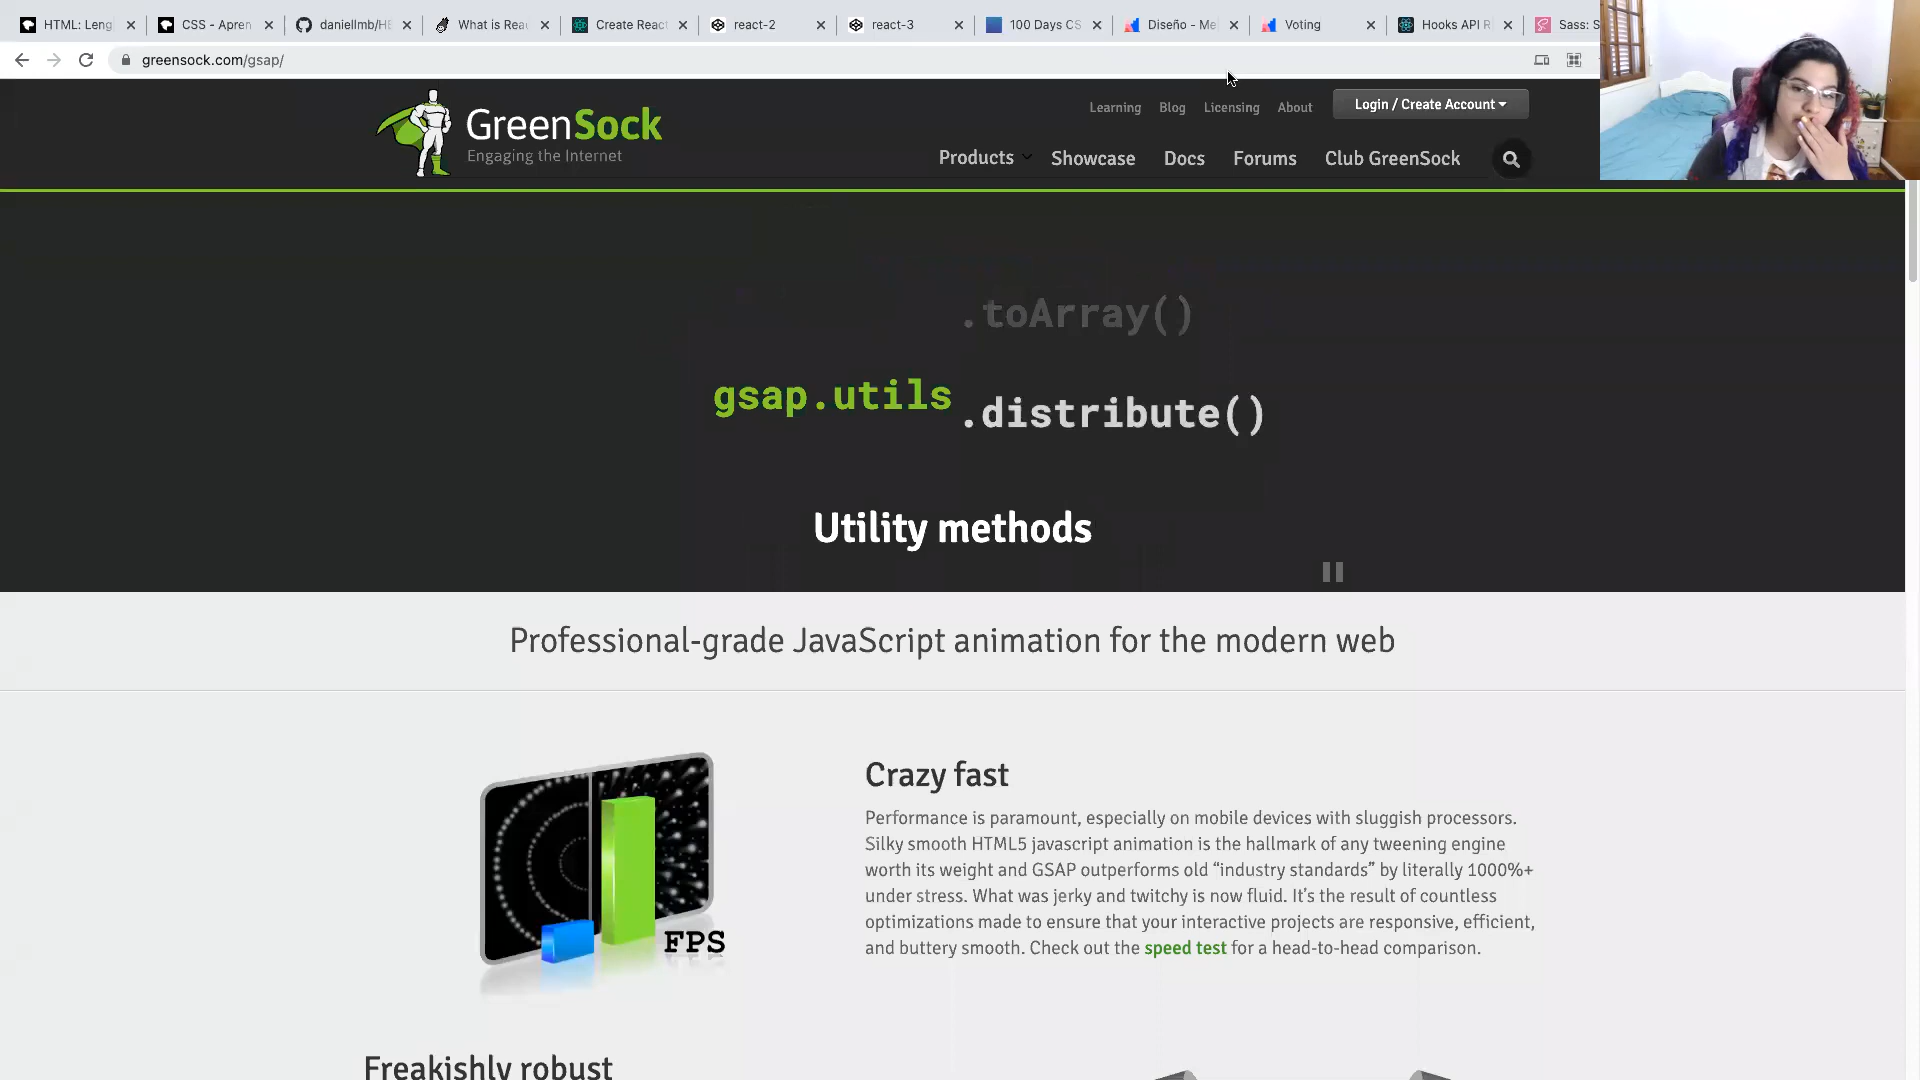 HTML: Leng
CSS - Apren
daniellmb/HE
What is Rea
Create React
react-2
react-3
100 Days CS
Diseño - Me
Voting
Hooks API R
Sass: S
greensock.com/gsap/
GreenSock
Engaging the Internet
Learning
Blog
Licensing
About
Login / Create Account
Products
Showcase
Docs
Forums
Club GreenSock
.toArray()
gsap.utils
.distribute()
Utility methods
Professional-grade JavaScript animation for the modern web
Crazy fast
Performance is paramount, especially on mobile devices with sluggish processors.
Silky smooth HTML5 javascript animation is the hallmark of any tweening engine
worth its weight and GSAP outperforms old “industry standards” by literally 1000%+
under stress. What was jerky and twitchy is now fluid. It’s the result of countless
optimizations made to ensure that your interactive projects are responsive, efficient,
and buttery smooth. Check out the speed test for a head-to-head comparison.
FPS
Freakishly robust